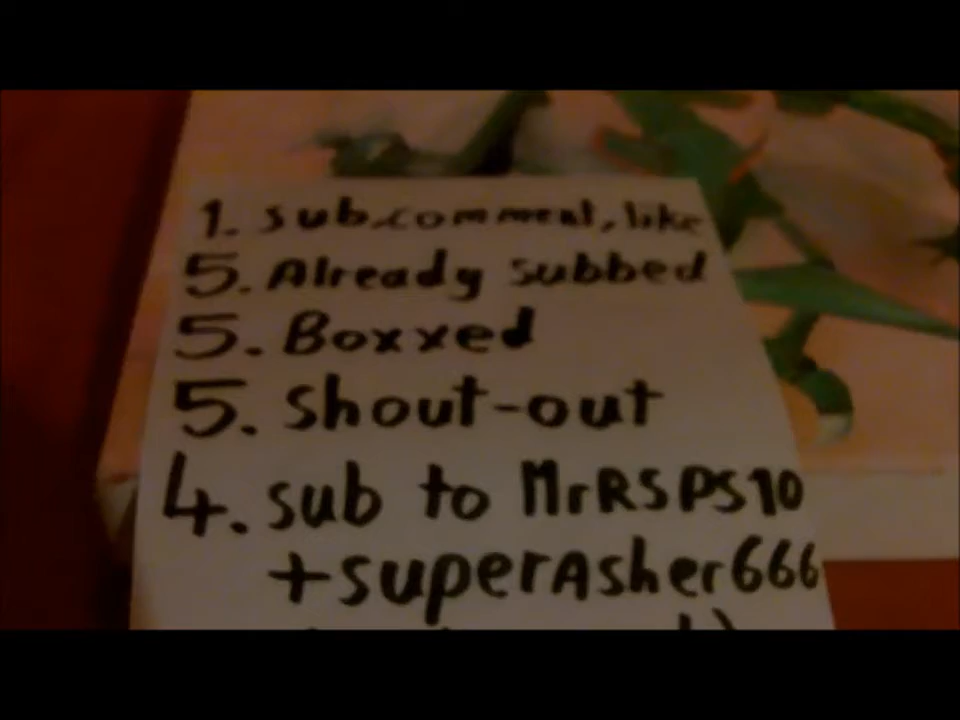 1. sub,comment, like
5. Already subbed
5. Boxxed
5. Shout-out
4. sub to MrRSPS10
+superAsher666